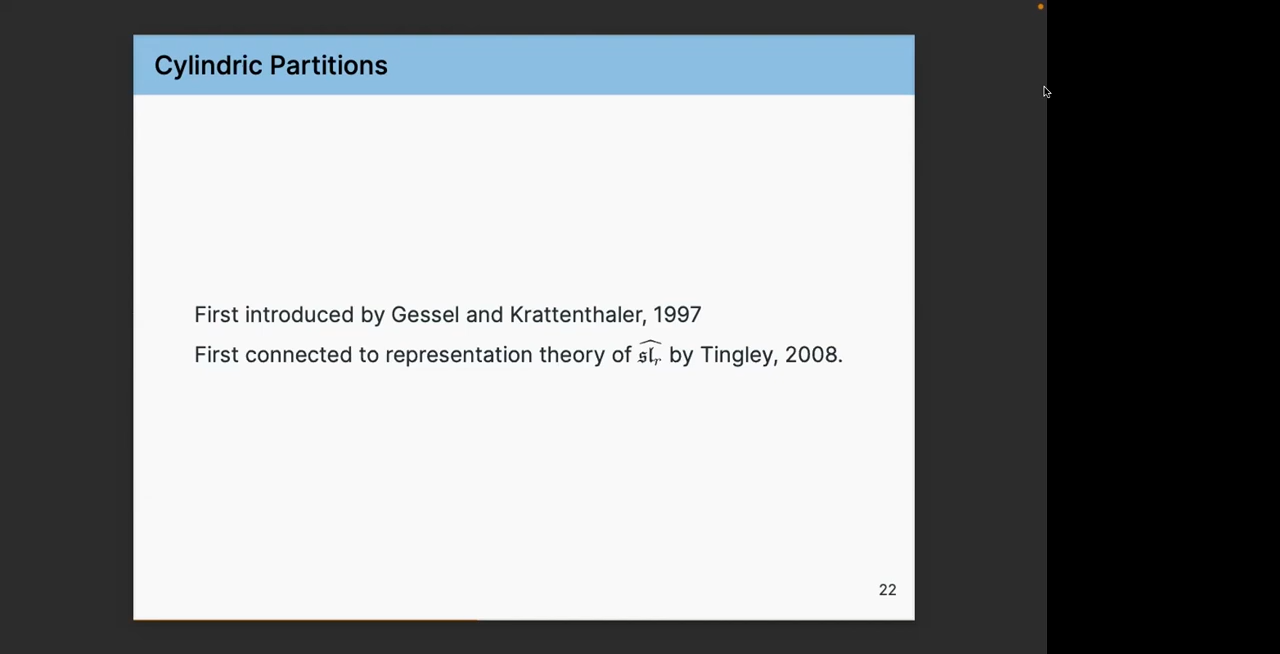 Cylindric Partitions
First introduced by Gessel and Krattenthaler, 1997
First connected to representation theory of $\widehat{\mathfrak{sl}_r}$ by Tingley, 2008.
22